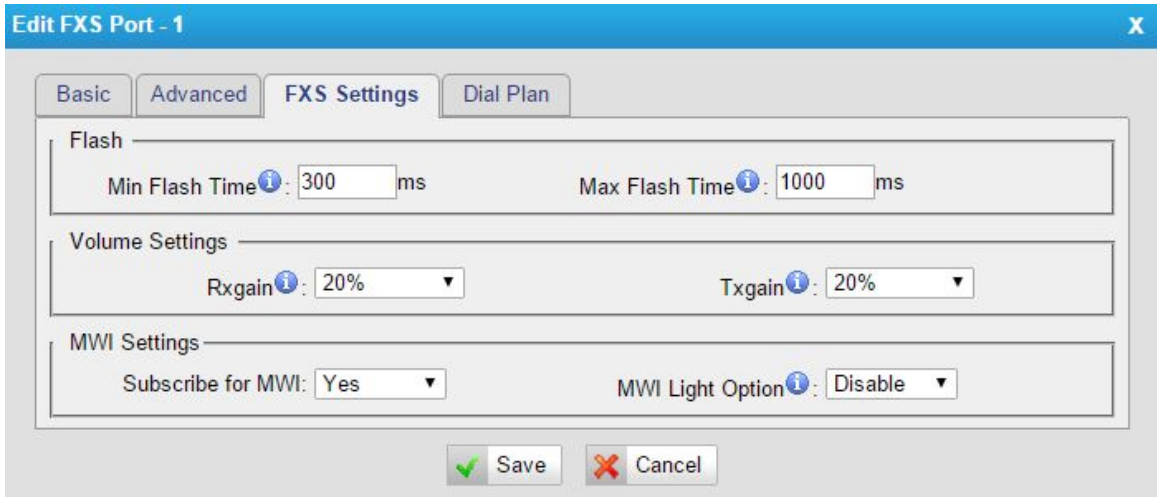 Edit FXS Port - 1 X
Basic Advanced FXS Settings Dial Plan
Flash
Min Flash Time i : 300 ms Max Flash Time i : 1000 ms
Volume Settings
Rxgain i : 20% Txgain i : 20%
MWI Settings
Subscribe for MWI: Yes MWI Light Option i : Disable
Save Cancel